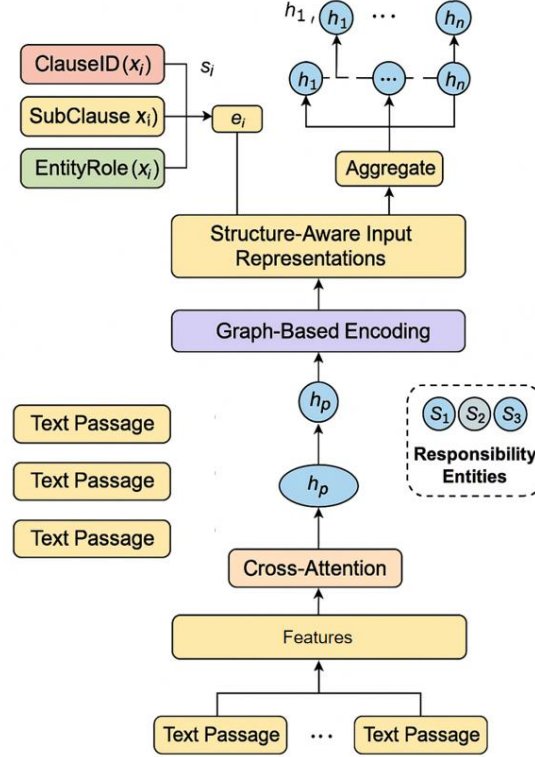 h₁, h₁ ... hₙ
ClauseID(xᵢ)
sᵢ
h₁ ... hₙ
SubClause xᵢ)
eᵢ
EntityRole(xᵢ)
Aggregate
Structure-Aware Input
Representations
Graph-Based Encoding
hₚ
S₁ S₂ S₃
Responsibility
Entities
Text Passage
Text Passage
hₚ
Text Passage
Cross-Attention
Features
Text Passage ... Text Passage